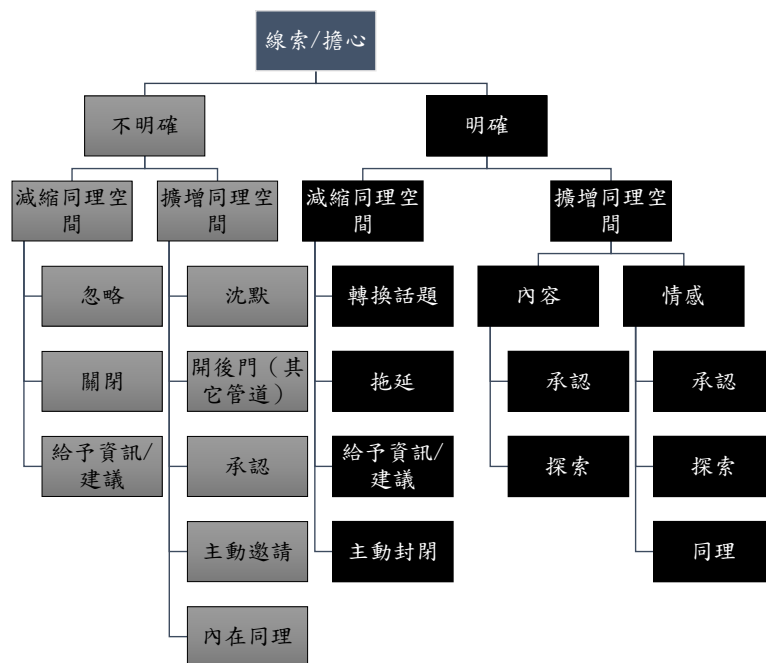 線索/擔心
不明確
明確
減縮同理空
間
擴增同理空
間
減縮同理空
間
擴增同理空
間
忽略
沈默
轉換話題
內容
情感
關閉
開後門（其
它管道）
拖延
承認
承認
給予資訊/
建議
承認
給予資訊/
建議
探索
探索
主動邀請
主動封閉
同理
內在同理